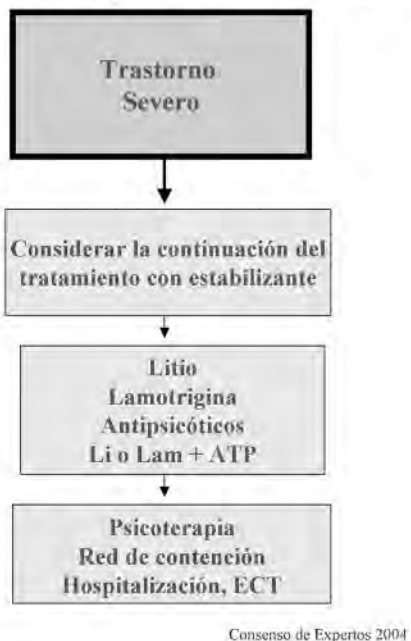 Trastorno
Severo
Considerar la continuación del
tratamiento con estabilizante
Litio
Lamotrigina
Antipsicóticos
Li o Lam + ATP
Psicoterapia
Red de contención
Hospitalización, ECT
Consenso de Expertos 2004